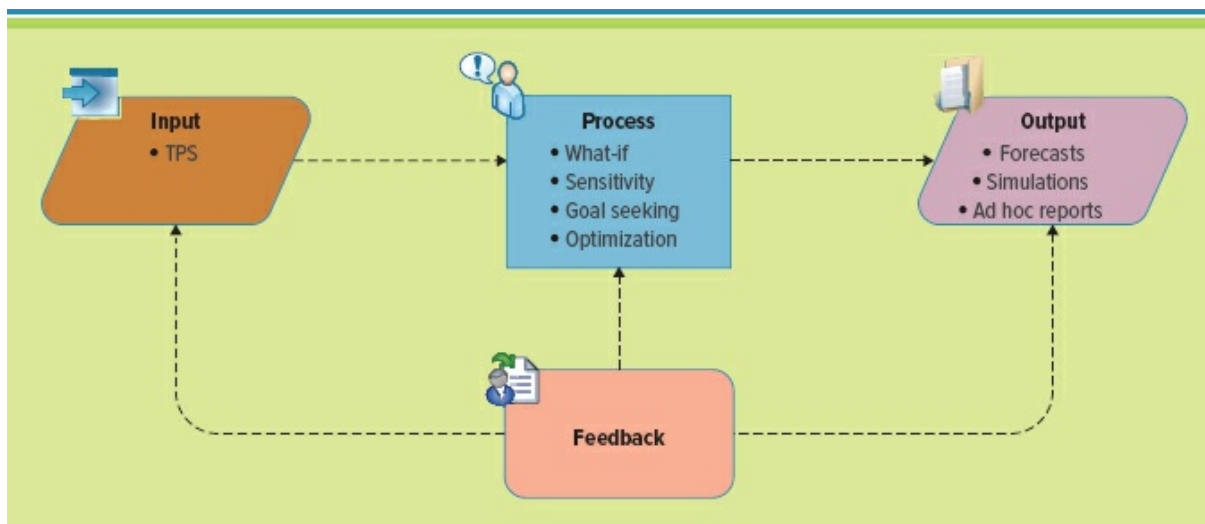 Input
• TPS
Process
• What-if
• Sensitivity
• Goal seeking
• Optimization
Output
• Forecasts
• Simulations
• Ad hoc reports
Feedback